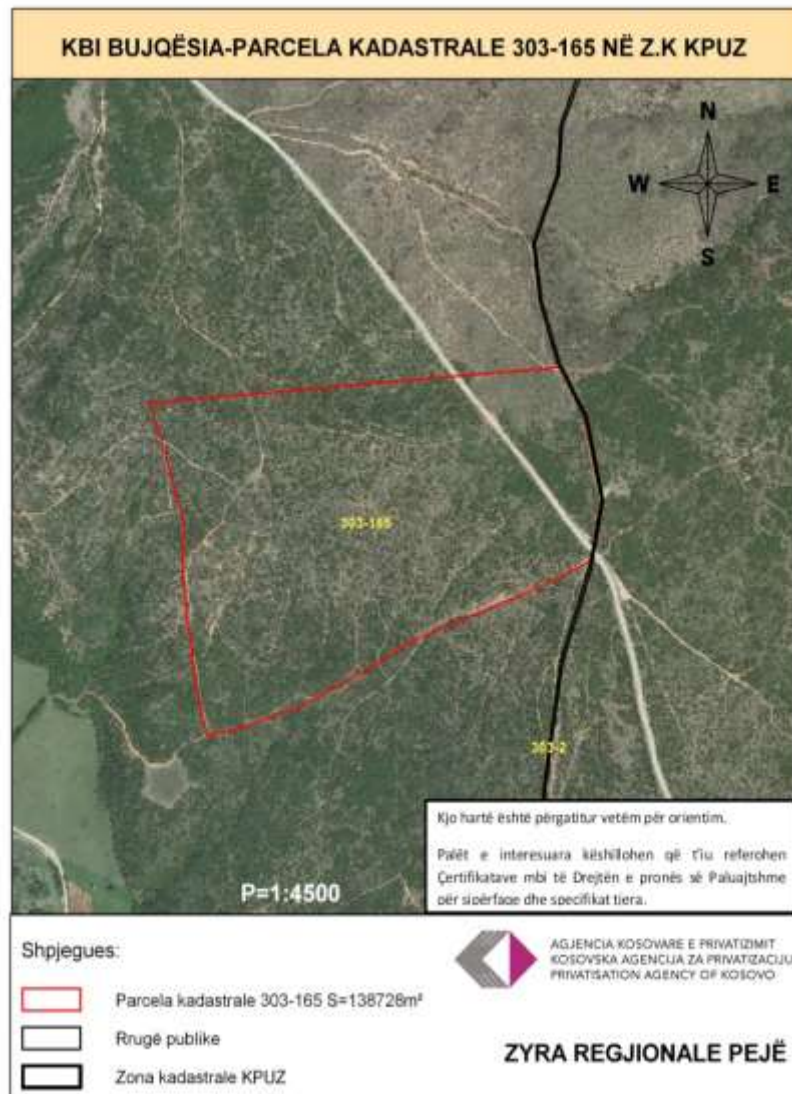 KBI BUJQËSIA-PARCELA KADASTRALE 303-165 NË Z.K KPUZ
N
W E
S
303-165
303-2
Kjo hartë është përgatitur vetëm për orientim.
Palët e interesuara këshillohen që t'iu referohen
Çertifikatave mbi të Drejtën e pronës së Paluajtshme
për sipërfaqe dhe specifikat tjera.
P=1:4500
Shpjegues:
Parcela kadastrale 303-165 S=138728m²
Rrugë publike
Zona kadastrale KPUZ
AGJENCIA KOSOVARE E PRIVATIZIMIT
KOSOVSKA AGENCIJA ZA PRIVATIZACIJU
PRIVATISATION AGENCY OF KOSOVO
ZYRA REGJIONALE PEJË